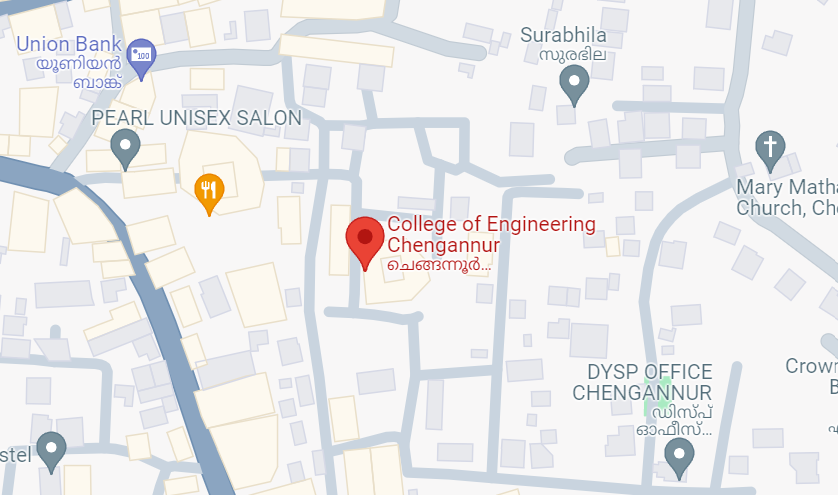 Union Bank
യൂണിയൻ
ബാങ്ക്
100
Surabhila
സുരഭില
PEARL UNISEX SALON
Mary Matha
Church, Che
College of Engineering
Chengannur
ചെങ്ങന്നൂർ...
Crown
B
DYSP OFFICE
CHENGANNUR
ഡിസ്പ്
ഓഫീസ്...
stel